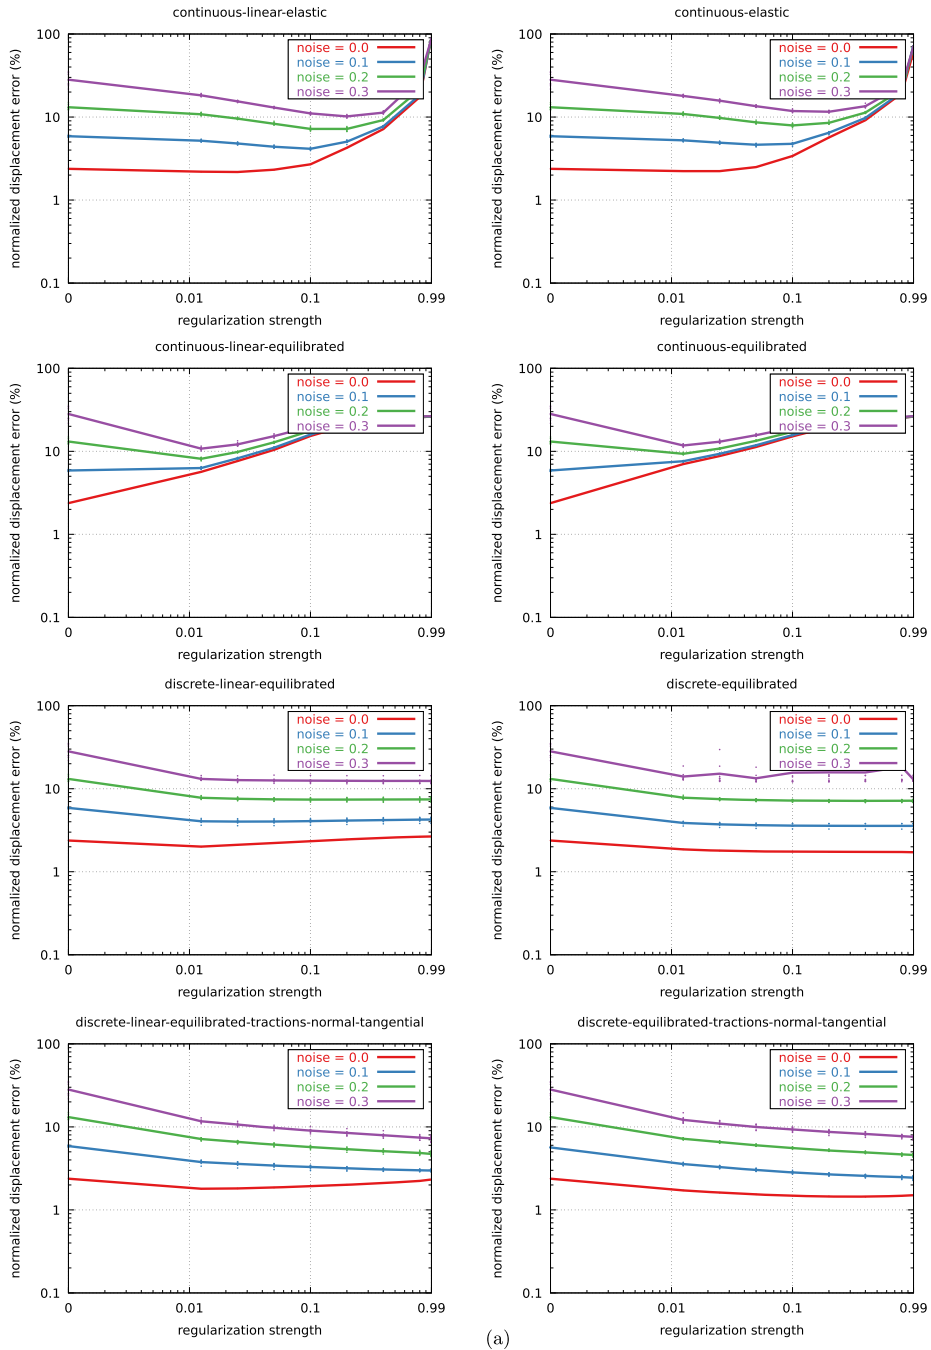 continuous-linear-elastic
normalized displacement error (%)
100
10
1
0.1
noise = 0.0
noise = 0.1
noise = 0.2
noise = 0.3
0 0.01 0.1 0.99
regularization strength
continuous-elastic
normalized displacement error (%)
100
10
1
0.1
noise = 0.0
noise = 0.1
noise = 0.2
noise = 0.3
0 0.01 0.1 0.99
regularization strength
continuous-linear-equilibrated
normalized displacement error (%)
100
10
1
0.1
noise = 0.0
noise = 0.1
noise = 0.2
noise = 0.3
0 0.01 0.1 0.99
regularization strength
continuous-equilibrated
normalized displacement error (%)
100
10
1
0.1
noise = 0.0
noise = 0.1
noise = 0.2
noise = 0.3
0 0.01 0.1 0.99
regularization strength
discrete-linear-equilibrated
normalized displacement error (%)
100
10
1
0.1
noise = 0.0
noise = 0.1
noise = 0.2
noise = 0.3
0 0.01 0.1 0.99
regularization strength
discrete-equilibrated
normalized displacement error (%)
100
10
1
0.1
noise = 0.0
noise = 0.1
noise = 0.2
noise = 0.3
0 0.01 0.1 0.99
regularization strength
discrete-linear-equilibrated-tractions-normal-tangential
normalized displacement error (%)
100
10
1
0.1
noise = 0.0
noise = 0.1
noise = 0.2
noise = 0.3
0 0.01 0.1 0.99
regularization strength
discrete-equilibrated-tractions-normal-tangential
normalized displacement error (%)
100
10
1
0.1
noise = 0.0
noise = 0.1
noise = 0.2
noise = 0.3
0 0.01 0.1 0.99
regularization strength
(a)